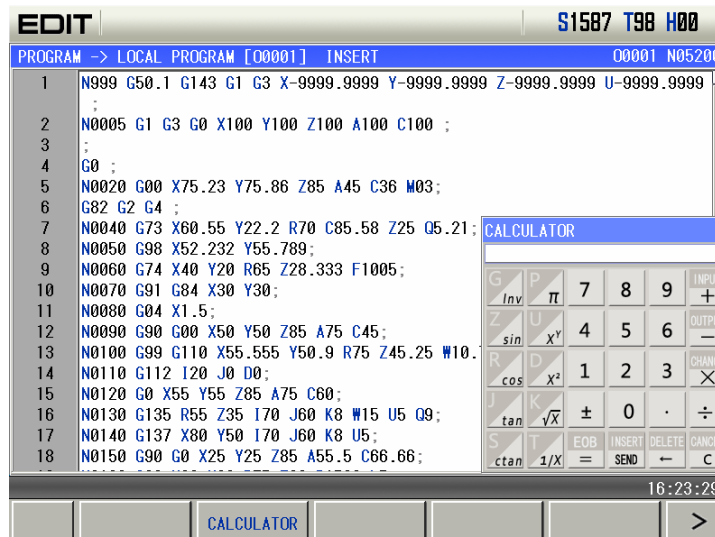 EDIT S1587 T98 H00
PROGRAM -> LOCAL PROGRAM [O0001] INSERT O0001 N05200
1 N999 G50.1 G143 G1 G3 X-9999.9999 Y-9999.9999 Z-9999.9999 U-9999.9999
;
2 N0005 G1 G3 G0 X100 Y100 Z100 A100 C100 ;
3 ;
4 G0 ;
5 N0020 G00 X75.23 Y75.86 Z85 A45 C36 M03;
6 G82 G2 G4 ;
7 N0040 G73 X60.55 Y22.2 R70 C85.58 Z25 Q5.21;
8 N0050 G98 X52.232 Y55.789;
9 N0060 G74 X40 Y20 R65 Z28.333 F1005;
10 N0070 G91 G84 X30 Y30;
11 N0080 G04 X1.5;
12 N0090 G90 G00 X50 Y50 Z85 A75 C45;
13 N0100 G99 G110 X55.555 Y50.9 R75 Z45.25 W10.
14 N0110 G112 I20 J0 D0;
15 N0120 G0 X55 Y55 Z85 A75 C60;
16 N0130 G135 R55 Z35 I70 J60 K8 W15 U5 Q9;
17 N0140 G137 X80 Y50 I70 J60 K8 U5;
18 N0150 G90 G0 X25 Y25 Z85 A55.5 C66.66;
CALCULATOR
G Inv P π 7 8 9 INPU +
Z sin U X^Y 4 5 6 OUTP −
R cos D X² 1 2 3 CHAN ×
J tan K √X ± 0 · ÷
S ctan T 1/X EOB = INSERT SEND DELETE ← CANC C
16:23:29
CALCULATOR >